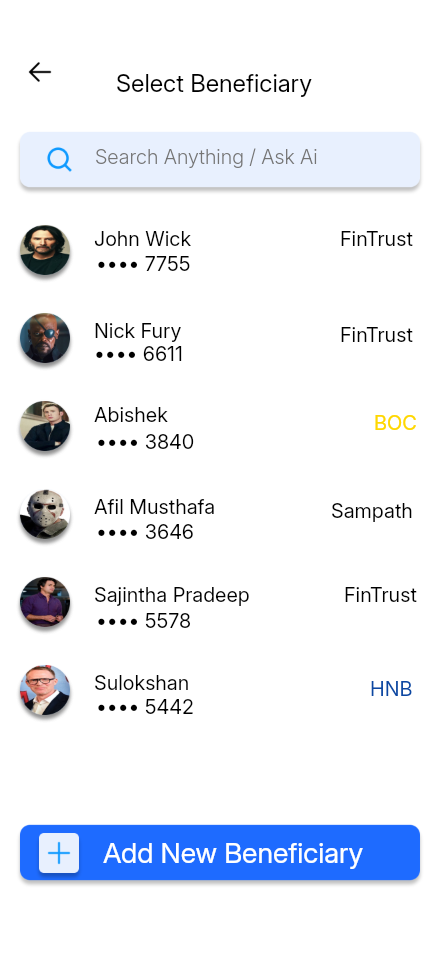 Select Beneficiary
Search Anything / Ask Ai
John Wick FinTrust
•••• 7755
Nick Fury FinTrust
•••• 6611
Abishek BOC
•••• 3840
Afil Musthafa Sampath
•••• 3646
Sajintha Pradeep FinTrust
•••• 5578
Sulokshan HNB
•••• 5442
Add New Beneficiary